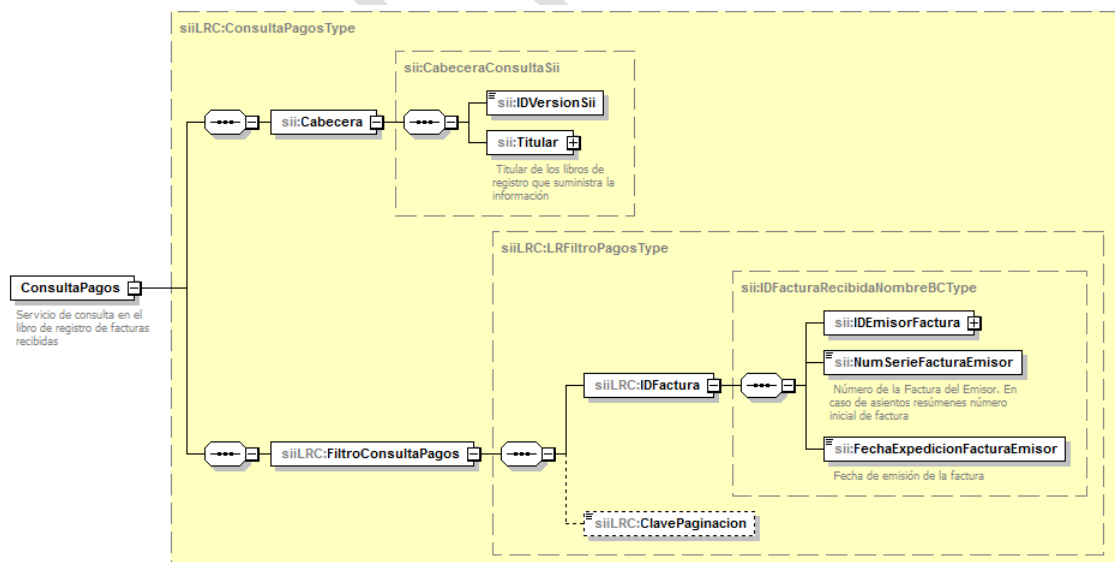 siiLRC:ConsultaPagosType
sii:CabeceraConsultaSii
sii:IDVersionSii
sii:Cabecera
sii:Titular
Titular de los libros de
registro que suministra la
información
siiLRC:LRFiltroPagosType
ConsultaPagos
Servicio de consulta en el
libro de registro de facturas
recibidas
sii:IDFacturaRecibidaNombreBCType
sii:IDEmisorFactura
sii:NumSerieFacturaEmisor
Número de la Factura del Emisor. En
caso de asientos resúmenes número
inicial de factura
siiLRC:IDFactura
siiLRC:FiltroConsultaPagos
sii:FechaExpedicionFacturaEmisor
Fecha de emisión de la factura
siiLRC:ClavePaginacion